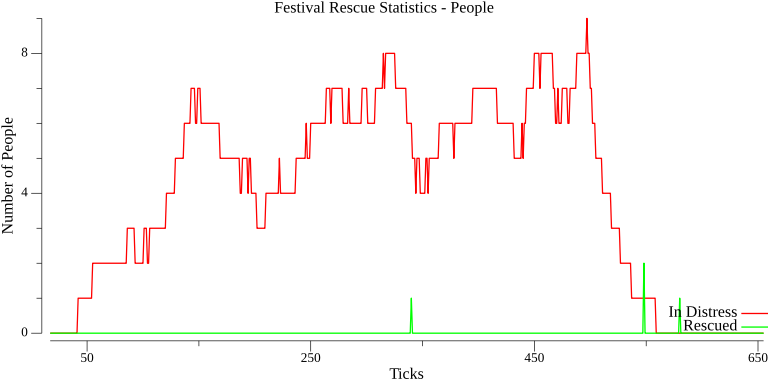 Festival Rescue Statistics - People
Number of People
8
4
0
In Distress
Rescued
50
250
450
650
Ticks